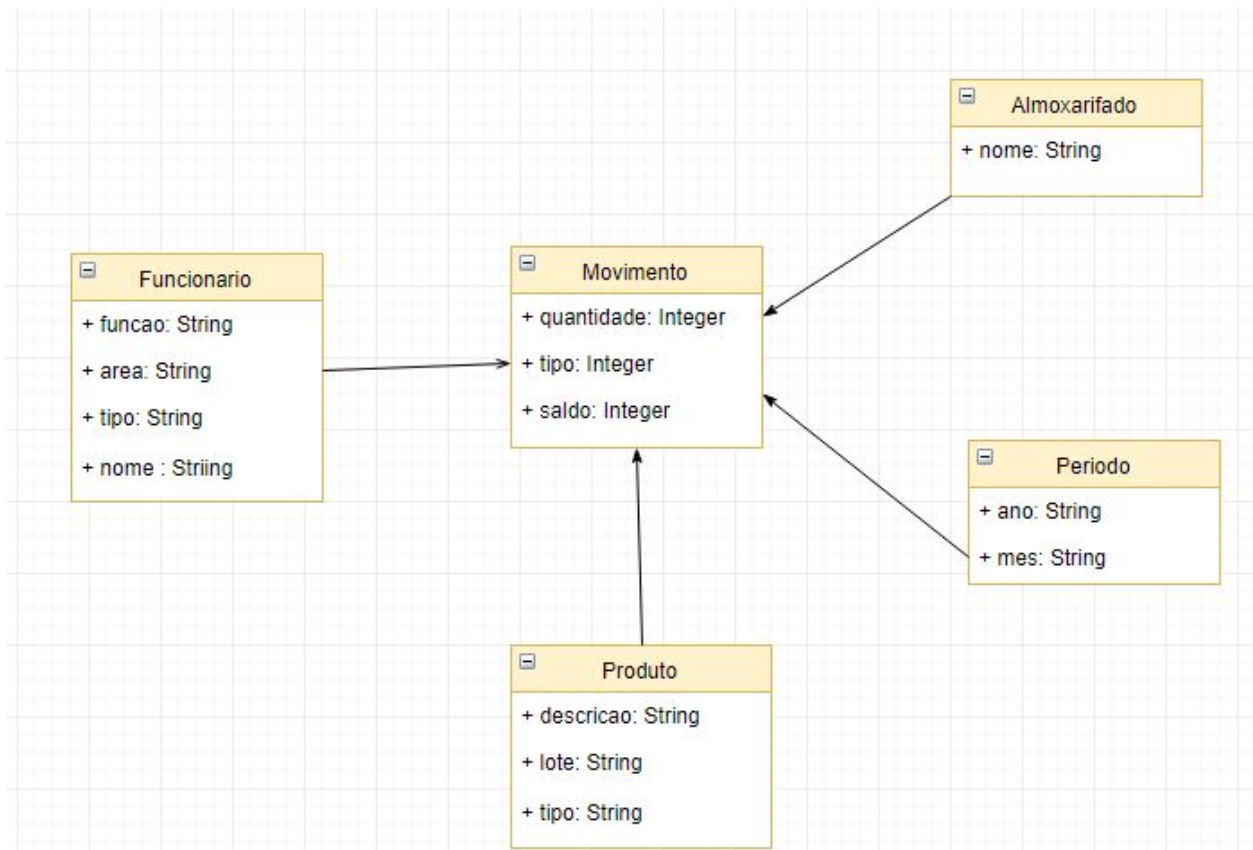 Almoxarifado
+ nome: String
Funcionario
+ funcao: String
+ area: String
+ tipo: String
+ nome : Striing
Movimento
+ quantidade: Integer
+ tipo: Integer
+ saldo: Integer
Periodo
+ ano: String
+ mes: String
Produto
+ descricao: String
+ lote: String
+ tipo: String